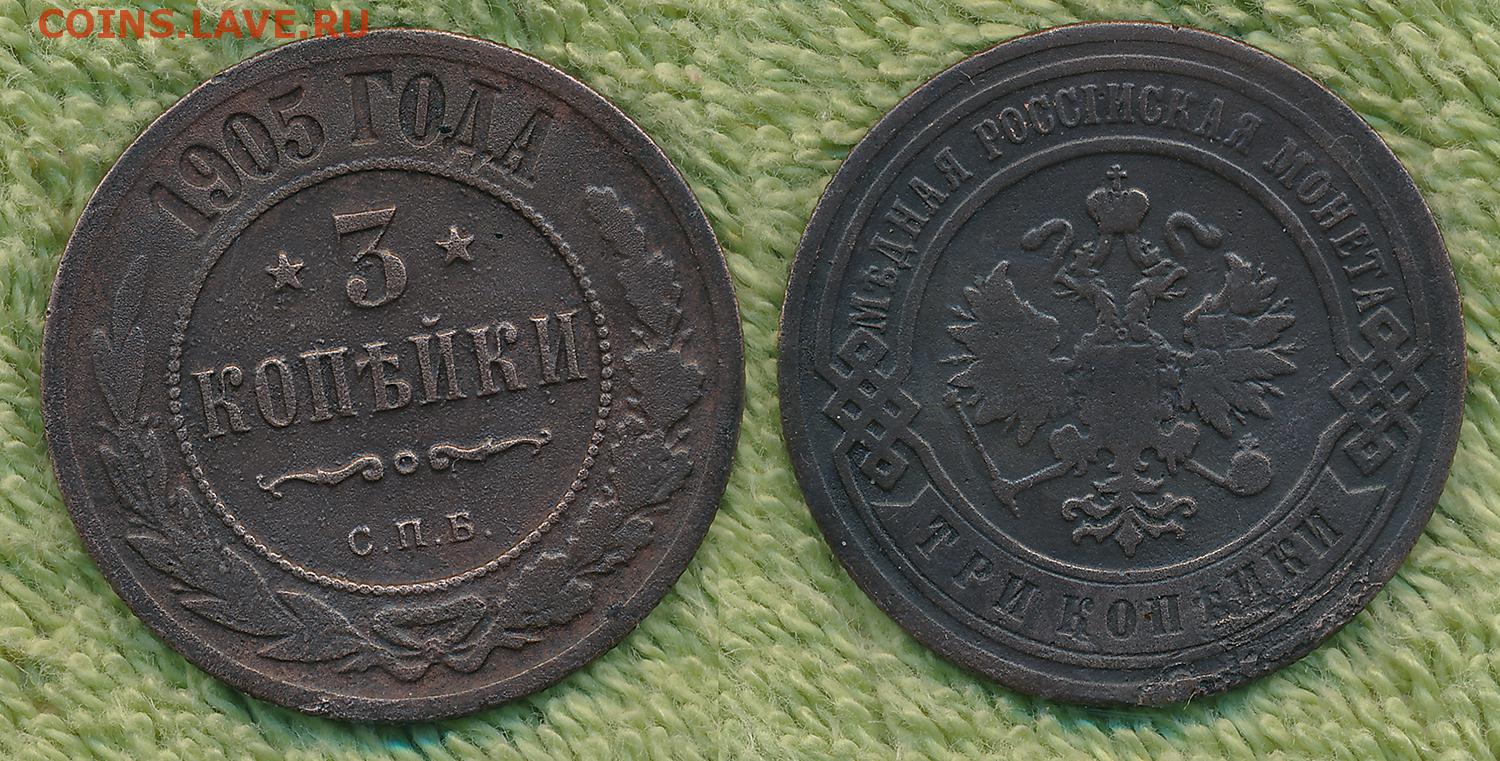 COINS.LAVE.RU
1905 ГОДА
3
КОПѢЙКИ
С.П.Б.
МѢДНАЯ РОССІЙСКАЯ МОНЕТА
ТРИ КОПѢЙКИ